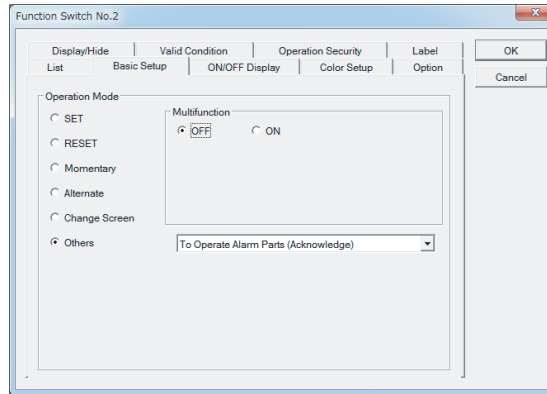 Function Switch No.2
Display/Hide Valid Condition Operation Security Label
List Basic Setup ON/OFF Display Color Setup Option
OK
Cancel
Operation Mode
SET
RESET
Momentary
Alternate
Change Screen
Others
Multifunction
OFF ON
To Operate Alarm Parts (Acknowledge)